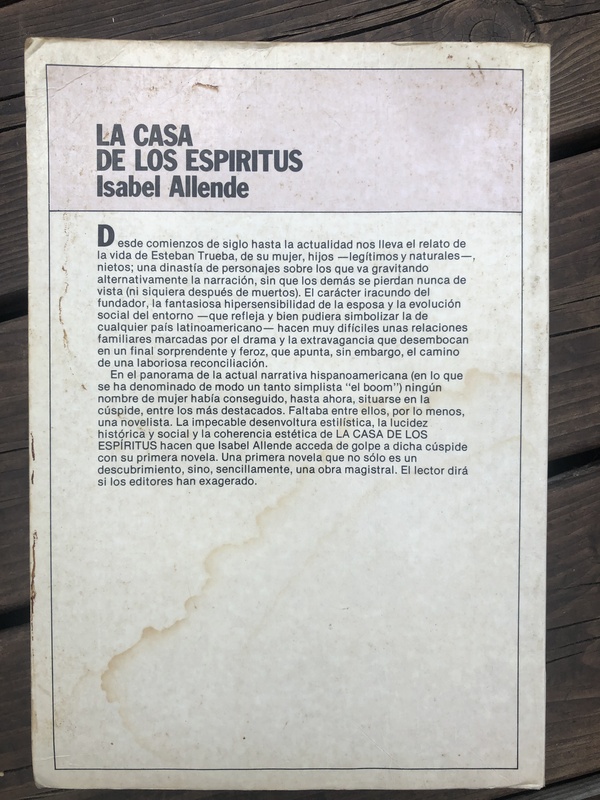 LA CASA
DE LOS ESPIRITUS
Isabel Allende
Desde comienzos de siglo hasta la actualidad nos lleva el relato de
la vida de Esteban Trueba, de su mujer, hijos —legítimos y naturales—,
nietos; una dinastía de personajes sobre los que va gravitando
alternativamente la narración, sin que los demás se pierdan nunca de
vista (ni siquiera después de muertos). El carácter iracundo del
fundador, la fantasiosa hipersensibilidad de la esposa y la evolución
social del entorno —que refleja y bien pudiera simbolizar la de
cualquier país latinoamericano— hacen muy difíciles unas relaciones
familiares marcadas por el drama y la extravagancia que desembocan
en un final sorprendente y feroz, que apunta, sin embargo, el camino
de una laboriosa reconciliación.
En el panorama de la actual narrativa hispanoamericana (en lo que
se ha denominado de modo un tanto simplista "el boom") ningún
nombre de mujer había conseguido, hasta ahora, situarse en la
cúspide, entre los más destacados. Faltaba entre ellos, por lo menos,
una novelista. La impecable desenvoltura estilística, la lucidez
histórica y social y la coherencia estética de LA CASA DE LOS
ESPÍRITUS hacen que Isabel Allende acceda de golpe a dicha cúspide
con su primera novela. Una primera novela que no sólo es un
descubrimiento, sino, sencillamente, una obra magistral. El lector dirá
si los editores han exagerado.